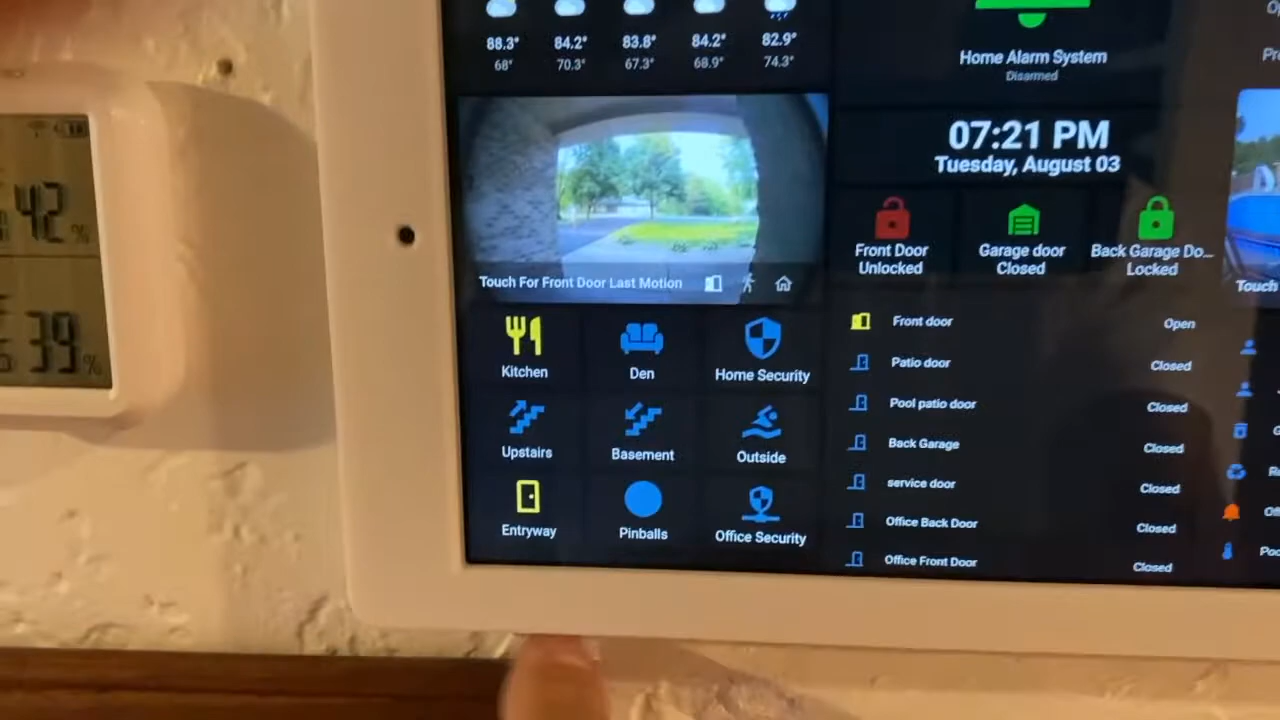 88.3° 84.2° 83.8° 84.2° 82.9°
68° 70.3° 67.3° 68.9° 74.3°
Home Alarm System
Disarmed
07:21 PM
Tuesday, August 03
42%
39%
Front Door
Unlocked
Garage door
Closed
Back Garage Do...
Locked
Touch For Front Door Last Motion
Touch
Kitchen
Den
Home Security
Upstairs
Basement
Outside
Entryway
Pinballs
Office Security
Front door Open
Patio door Closed
Pool patio door Closed
Back Garage Closed
service door Closed
Office Back Door Closed
Office Front Door Closed